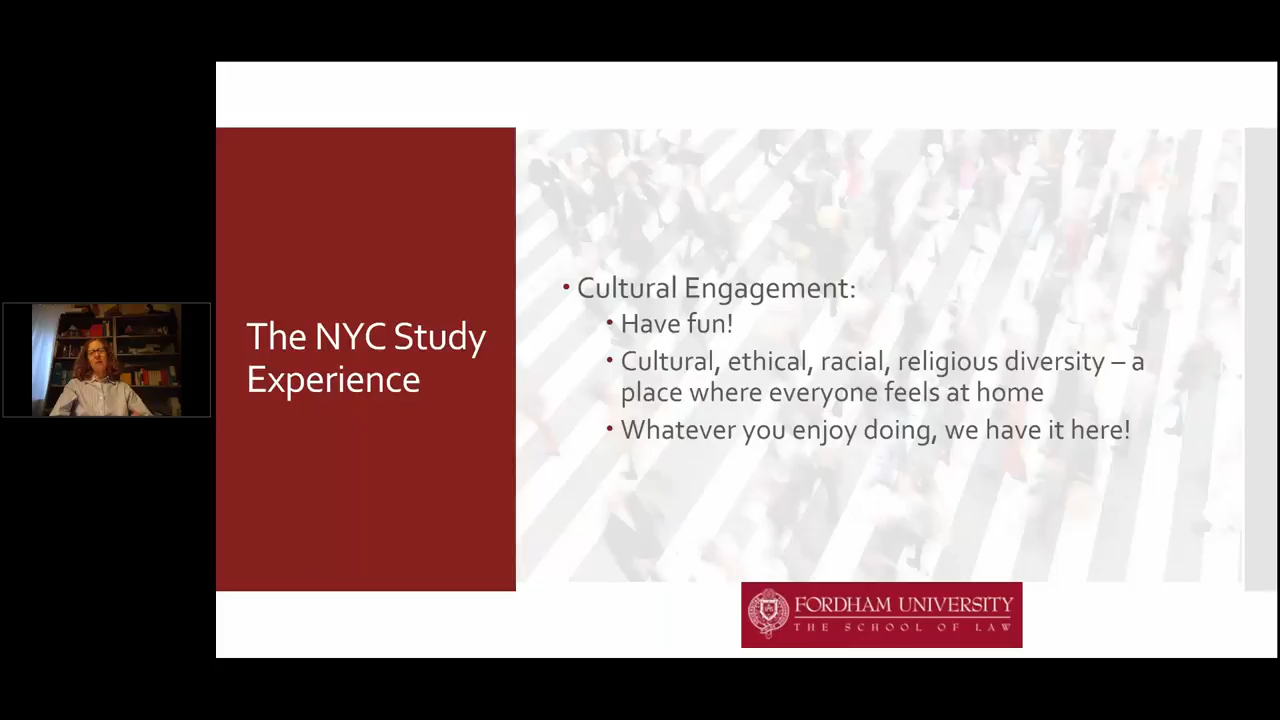 The NYC Study
Experience
• Cultural Engagement:
• Have fun!
• Cultural, ethical, racial, religious diversity – a
place where everyone feels at home
• Whatever you enjoy doing, we have it here!
FORDHAM UNIVERSITY
THE SCHOOL OF LAW